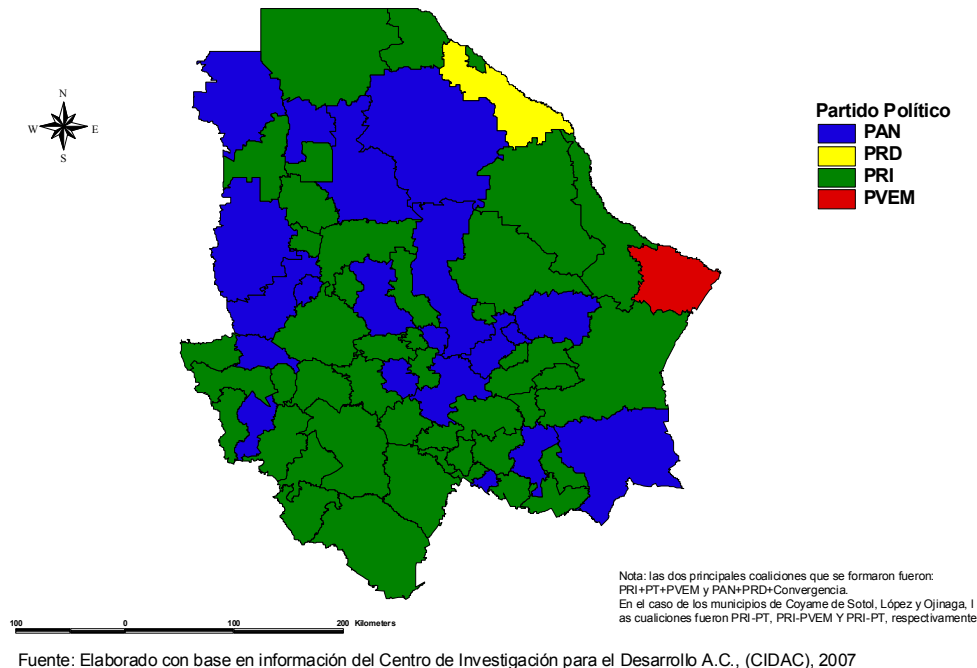 N
W E
S
Partido Político
PAN
PRD
PRI
PVEM
Nota: las dos principales coaliciones que se formaron fueron:
PRI+PT+PVEM y PAN+PRD+Convergencia.
En el caso de los municipios de Coyame de Sotol, López y Ojinaga, l
as cualiciones fueron PRI-PT, PRI-PVEM Y PRI-PT, respectivamente
100 0 100 200 Kilometers
Fuente: Elaborado con base en información del Centro de Investigación para el Desarrollo A.C., (CIDAC), 2007